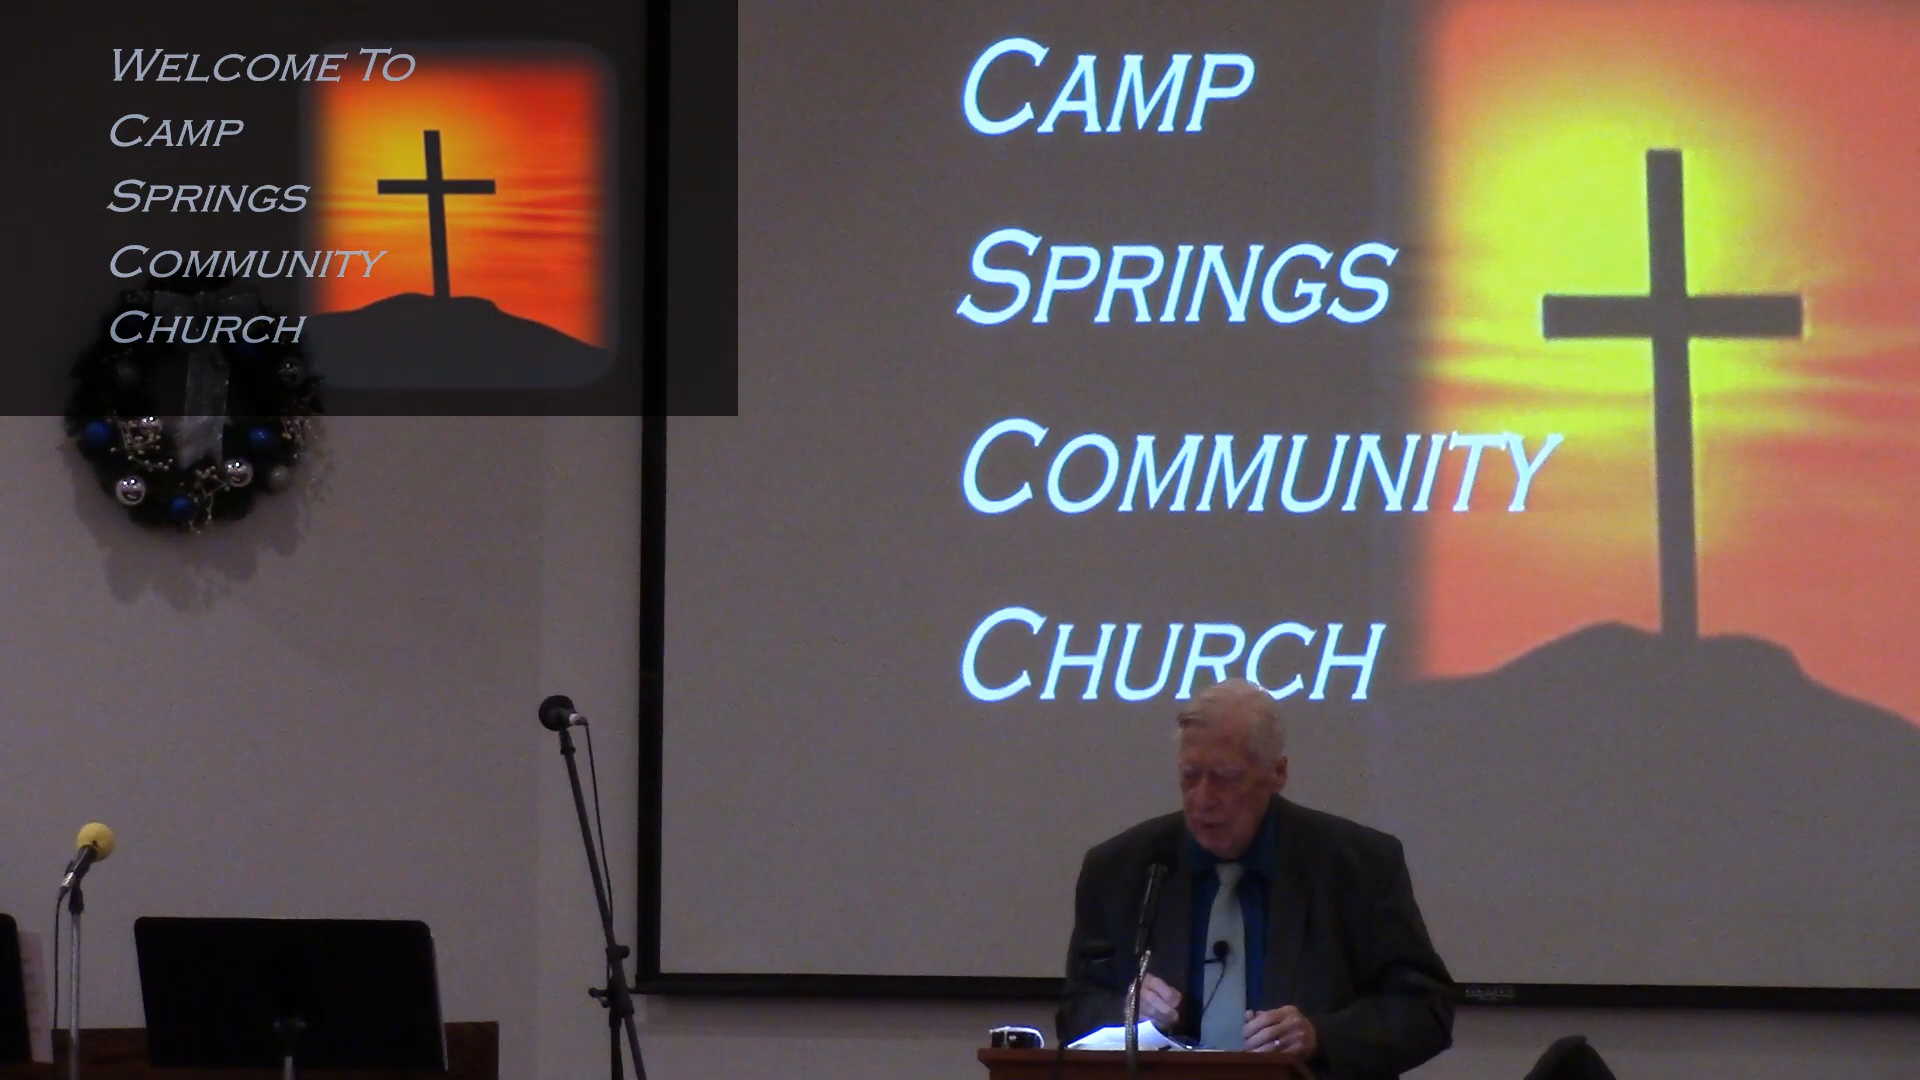 Welcome To
Camp
Springs
Community
Church
Camp
Springs
Community
Church